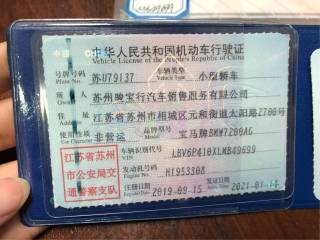 中华人民共和国机动车行驶证
Vehicle License of the People's Republic of China
号牌号码 苏U79137 车辆类型 小型轿车
Plate No. Vehicle Type
所有人 苏州骏宝行汽车销售服务有限公司
住址 江苏省苏州市相城区元和街道太阳路2788号
使用性质 非营运 品牌型号 宝马牌BMW7200AG
江苏省苏州
市公安局交
通警察支队
车辆识别代号 LBV6P410XLMB49699
VIN
发动机号码 H1953308
Engine No.
注册日期 2019-09-15 发证日期 2021-01-14